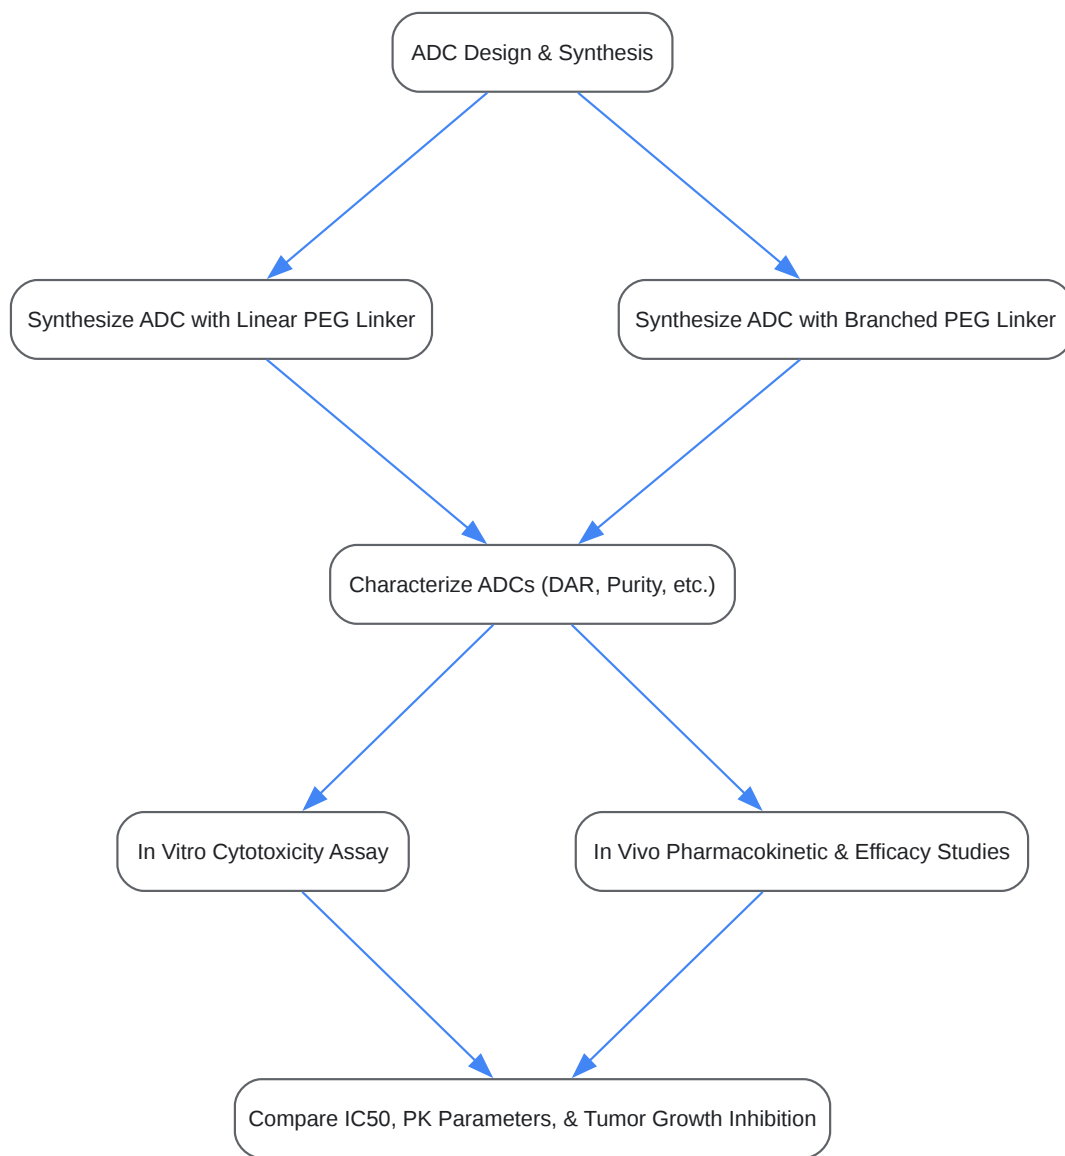 ADC Design & Synthesis
Synthesize ADC with Linear PEG Linker
Synthesize ADC with Branched PEG Linker
Characterize ADCs (DAR, Purity, etc.)
In Vitro Cytotoxicity Assay
In Vivo Pharmacokinetic & Efficacy Studies
Compare IC50, PK Parameters, & Tumor Growth Inhibition